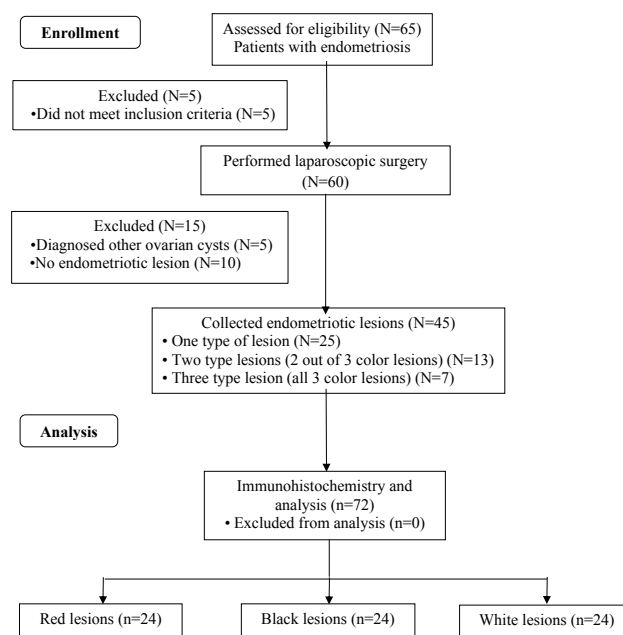 Enrollment
Assessed for eligibility (N=65)
Patients with endometriosis
Excluded (N=5)
•Did not meet inclusion criteria (N=5)
Performed laparoscopic surgery
(N=60)
Excluded (N=15)
•Diagnosed other ovarian cysts (N=5)
•No endometriotic lesion (N=10)
Collected endometriotic lesions (N=45)
• One type of lesion (N=25)
• Two type lesions (2 out of 3 color lesions) (N=13)
• Three type lesion (all 3 color lesions) (N=7)
Analysis
Immunohistochemistry and
analysis (n=72)
• Excluded from analysis (n=0)
Red lesions (n=24)
Black lesions (n=24)
White lesions (n=24)